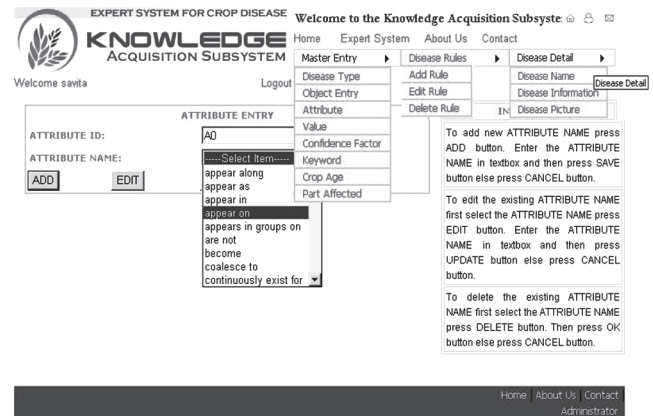 EXPERT SYSTEM FOR CROP DISEASE
KNOWLEDGE
ACQUISITION SUBSYSTEM
Welcome to the Knowledge Acquisition Subsyste
Home Expert System About Us Contact
Welcome savita
Logout
Master Entry
Disease Type
Object Entry
Attribute
Value
Confidence Factor
Keyword
Crop Age
Part Affected
Disease Rules
Add Rule
Edit Rule
Delete Rule
Disease Detail
Disease Name
Disease Information
Disease Picture
Disease Detail
ATTRIBUTE ENTRY
ATTRIBUTE ID:
A0
ATTRIBUTE NAME:
-----Select Item-----
appear along
appear as
appear in
appear on
appears in groups on
are not
become
coalesce to
continuously exist for
ADD
EDIT
IN
To add new ATTRIBUTE NAME press
ADD button. Enter the ATTRIBUTE
NAME in textbox and then press SAVE
button else press CANCEL button.
To edit the existing ATTRIBUTE NAME
first select the ATTRIBUTE NAME press
EDIT button. Enter the ATTRIBUTE
NAME in textbox and then press
UPDATE button else press CANCEL
button.
To delete the existing ATTRIBUTE
NAME first select the ATTRIBUTE NAME
press DELETE button. Then press OK
button else press CANCEL button.
Home | About Us | Contact |
Administrator